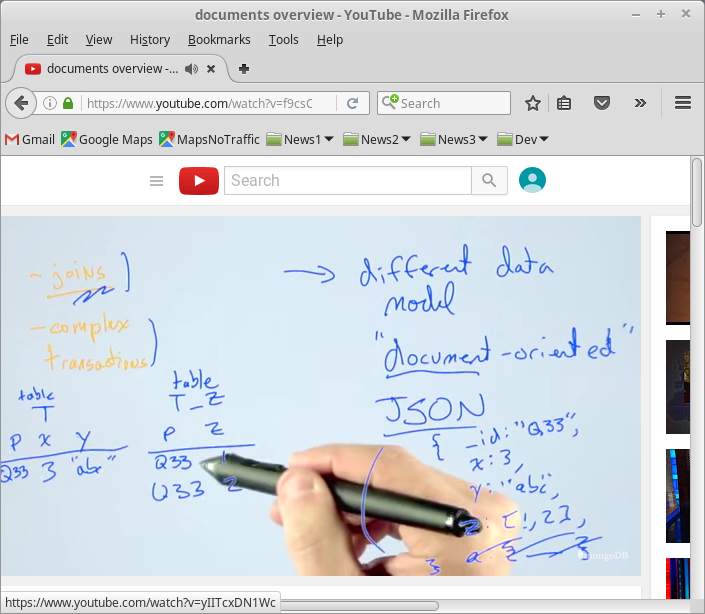 documents overview - YouTube - Mozilla Firefox
File Edit View History Bookmarks Tools Help
documents overview -...
https://www.youtube.com/watch?v=f9csC
Search
Gmail Google Maps MapsNoTraffic News1 News2 News3 Dev
Search
- joins
- complex
transactions
→ different data
model
"document-oriented"
table
T
p x y
Q33 3 "abc"
table
T_Z
p z
Q33 1
Q33 2
JSON
{ _id: "Q33",
x: 3,
y: "abc",
z: [1, 2],
mongoDB
https://www.youtube.com/watch?v=yIITcxDN1Wc